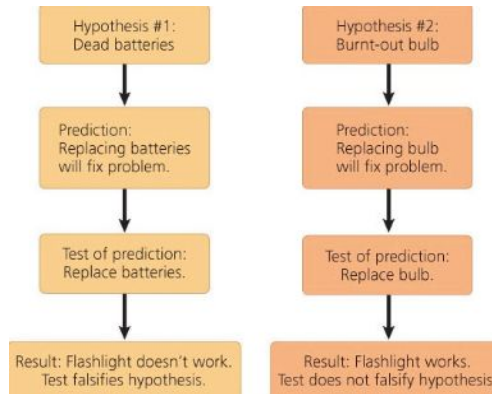 Hypothesis #1:
Dead batteries
Prediction:
Replacing batteries
will fix problem.
Test of prediction:
Replace batteries.
Result: Flashlight doesn't work.
Test falsifies hypothesis.
Hypothesis #2:
Burnt-out bulb
Prediction:
Replacing bulb
will fix problem.
Test of prediction:
Replace bulb.
Result: Flashlight works.
Test does not falsify hypothesis